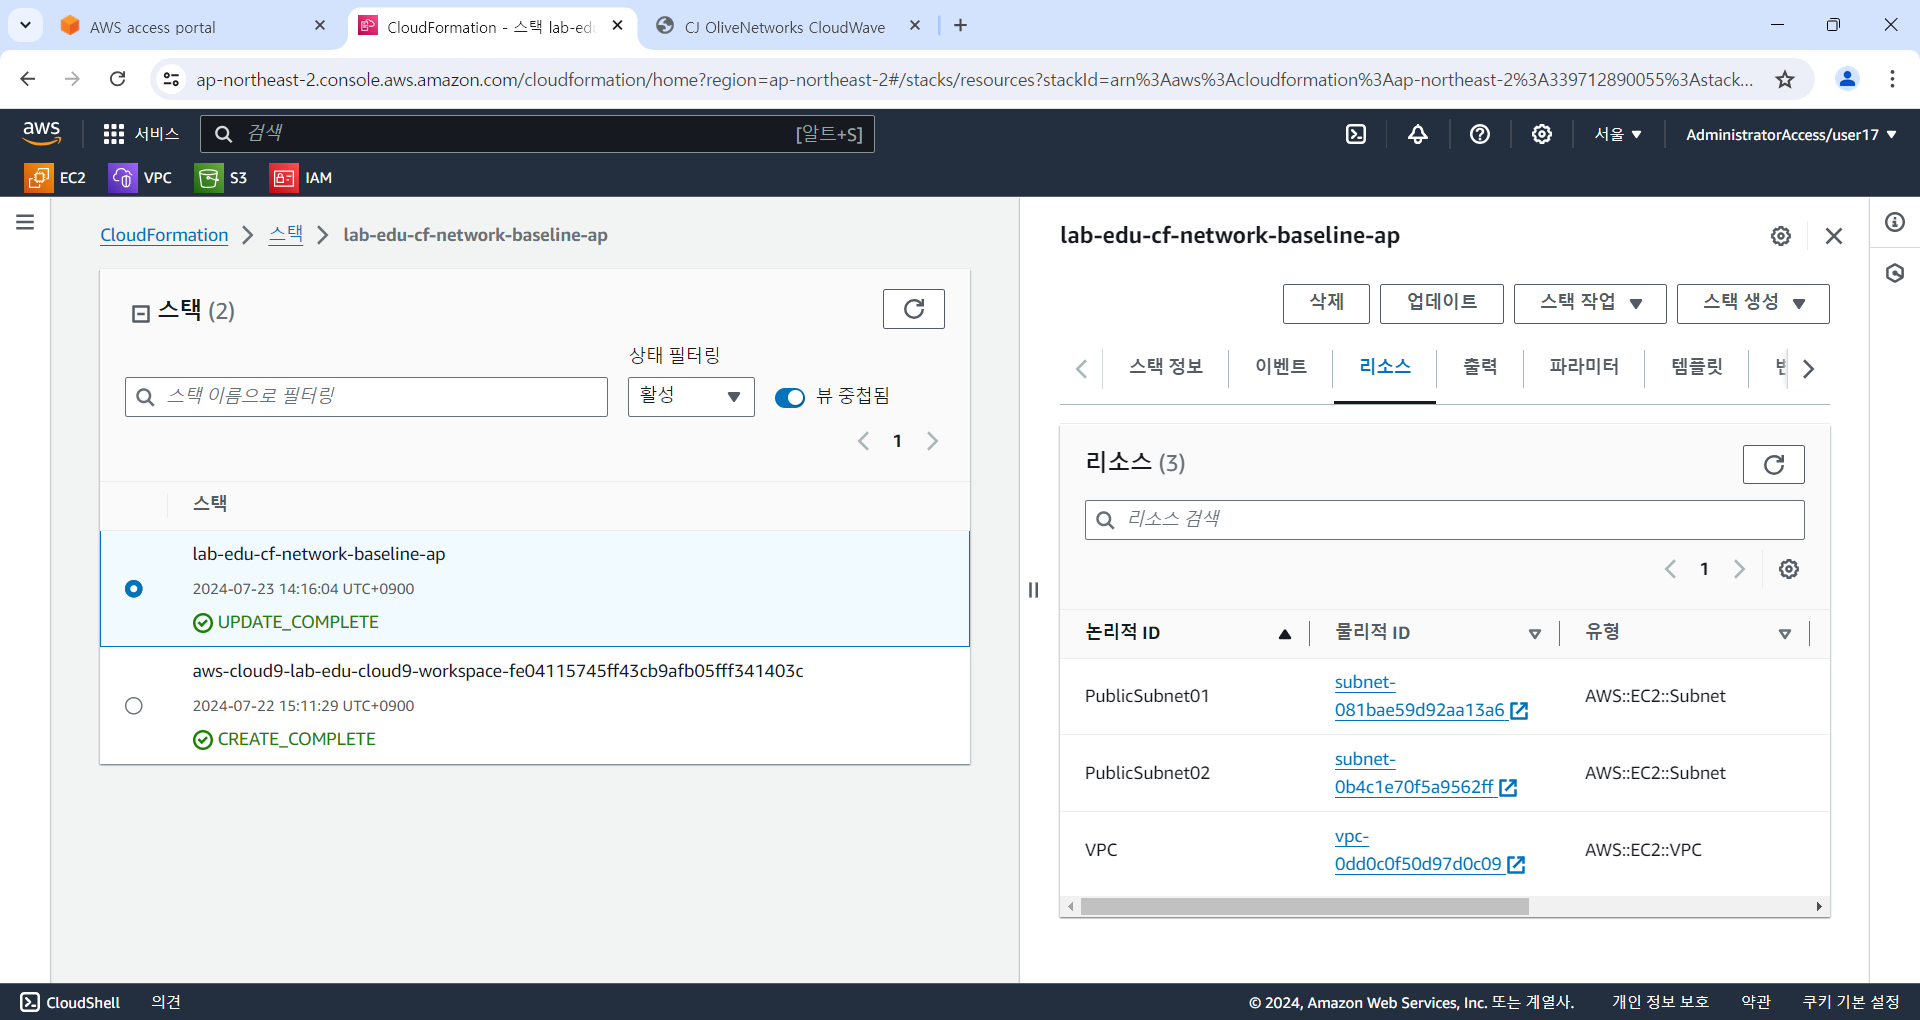 AWS access portal
CloudFormation - 스택 lab-edu
CJ OliveNetworks CloudWave
ap-northeast-2.console.aws.amazon.com/cloudformation/home?region=ap-northeast-2#/stacks/resources?stackId=arn%3Aaws%3Acloudformation%3Aap-northeast-2%3A339712890055%3Astack...
aws
서비스
검색
[알트+S]
서울
AdministratorAccess/user17
EC2
VPC
S3
IAM
CloudFormation
스택
lab-edu-cf-network-baseline-ap
스택 (2)
상태 필터링
스택 이름으로 필터링
활성
뷰 중첩됨
1
스택
lab-edu-cf-network-baseline-ap
2024-07-23 14:16:04 UTC+0900
UPDATE_COMPLETE
aws-cloud9-lab-edu-cloud9-workspace-fe04115745ff43cb9afb05fff341403c
2024-07-22 15:11:29 UTC+0900
CREATE_COMPLETE
lab-edu-cf-network-baseline-ap
삭제
업데이트
스택 작업
스택 생성
스택 정보
이벤트
리소스
출력
파라미터
템플릿
리소스 (3)
리소스 검색
1
논리적 ID
물리적 ID
유형
PublicSubnet01
subnet-
081bae59d92aa13a6
AWS::EC2::Subnet
PublicSubnet02
subnet-
0b4c1e70f5a9562ff
AWS::EC2::Subnet
VPC
vpc-
0dd0c0f50d97d0c09
AWS::EC2::VPC
CloudShell
의견
© 2024, Amazon Web Services, Inc. 또는 계열사.
개인 정보 보호
약관
쿠키 기본 설정